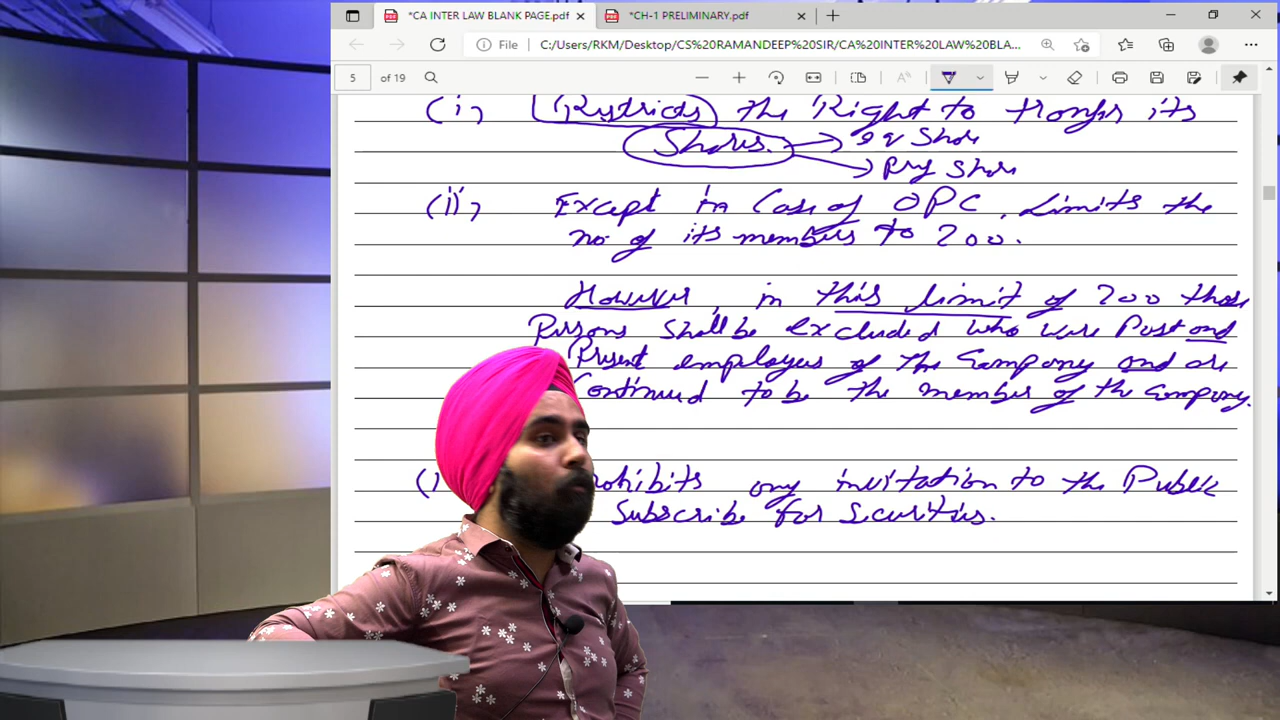 *CA INTER LAW BLANK PAGE.pdf
*CH-1 PRELIMINARY.pdf
File C:/Users/RKM/Desktop/CS%20RAMANDEEP%20SIR/CA%20INTER%20LAW%20BLA...
5 of 19
(i) Restricts the Right to transfer its
Shares. Eq Share
Pref Share
(ii) Except in Case of OPC, Limits the
no. of its members to 200.
However, in this limit of 200 those
Persons shall be excluded who were Past and
Present employees of the Company and are
Continued to be the member of the Company.
(i ohibits any invitation to the Public
Subscribe for Securities.